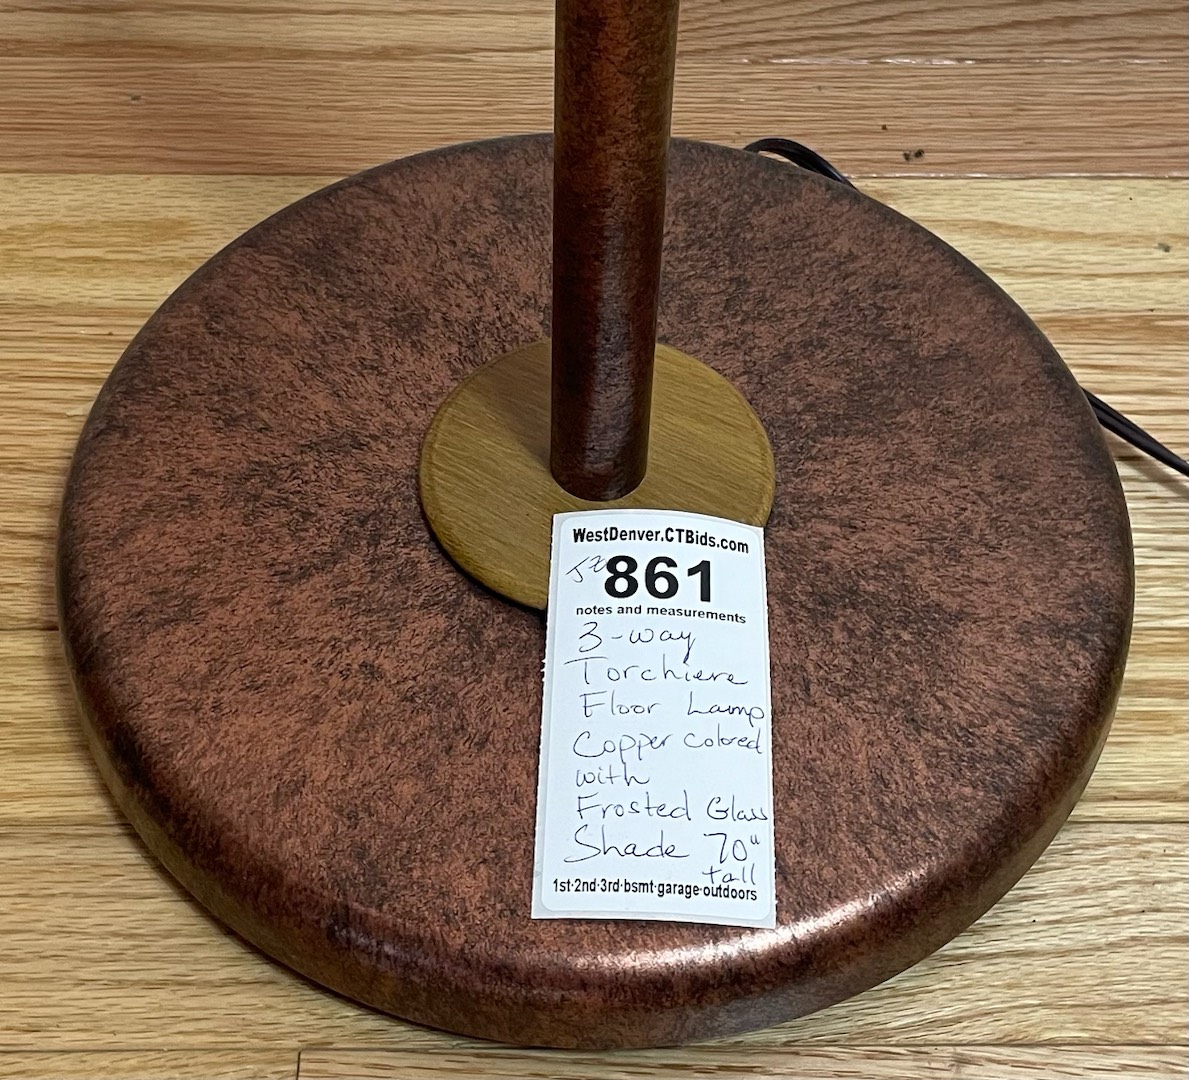 WestDenver.CTBids.com
861
notes and measurements
3-way
Torchiere
Floor Lamp
Copper colored
with
Frosted Glass
Shade 70"
tall
1st·2nd·3rd·bsmt·garage·outdoors